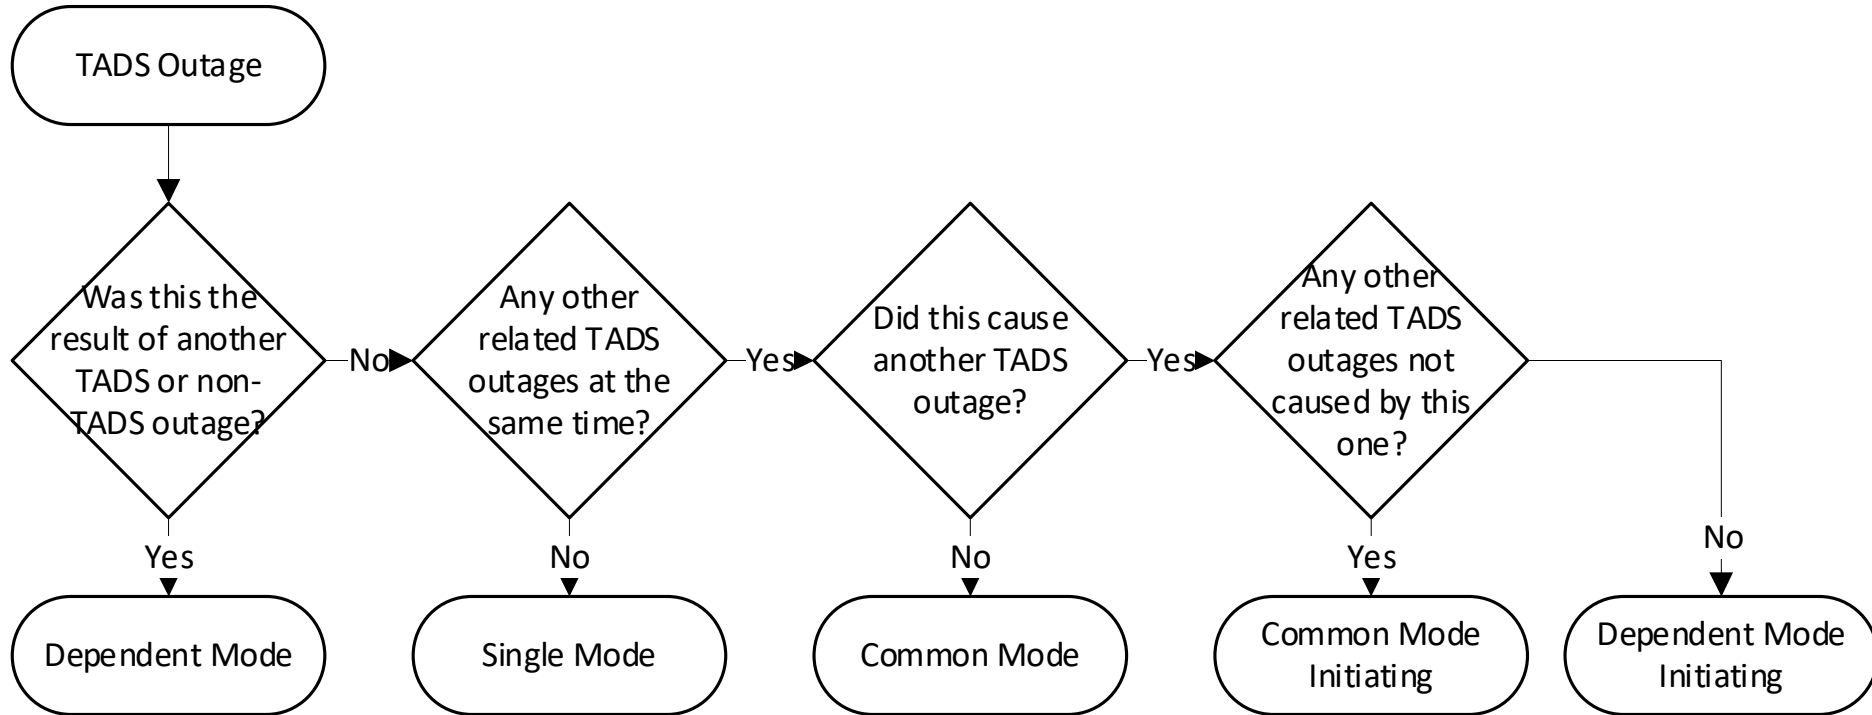 TADS Outage
Was this the
result of another
TADS or non-
TADS outage?
No
Any other
related TADS
outages at the
same time?
Yes
Did this cause
another TADS
outage?
Yes
Any other
related TADS
outages not
caused by this
one?
Yes
No
No
Yes
No
Dependent Mode
Single Mode
Common Mode
Common Mode
Initiating
Dependent Mode
Initiating